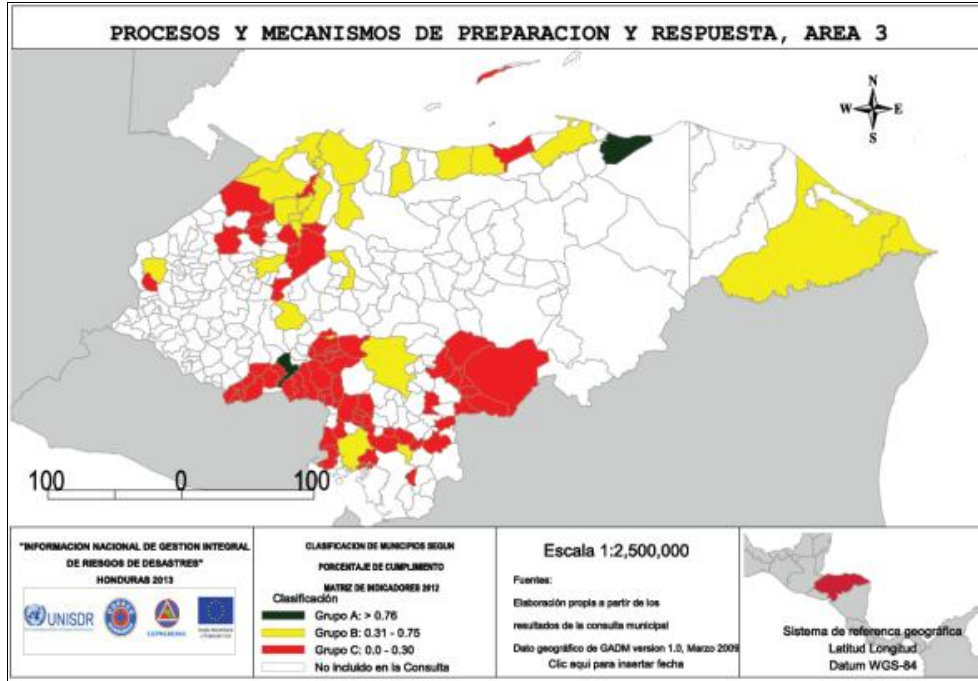 PROCESOS Y MECANISMOS DE PREPARACION Y RESPUESTA, AREA 3
N
W E
S
100 0 100
"INFORMACION NACIONAL DE GESTION INTEGRAL
DE RIESGOS DE DESASTRES"
HONDURAS 2013
UNISDR
CLASIFICACION DE MUNICIPIOS SEGUN
PORCENTAJE DE CUMPLIMENTO
MATRIZ DE INDICADORES 2012
Clasificación
Grupo A: > 0.76
Grupo B: 0.31 - 0.75
Grupo C: 0.0 - 0.30
No incluido en la Consulta
Escala 1:2,500,000
Fuentes:
Elaboración propia a partir de los
resultados de la consulta municipal
Dato geográfico de GADM version 1.0, Marzo 2009
Clic aqui para insertar fecha
Sistema de referenca geográfica
Latitud Longitud
Datum WGS-84